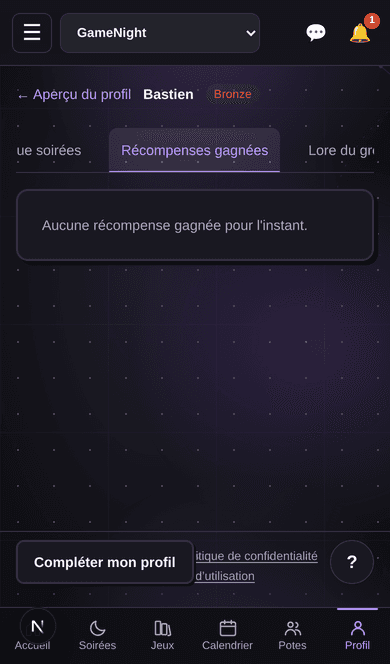 GameNight
1
← Aperçu du profil Bastien Bronze
ue soirées Récompenses gagnées Lore du gro
Aucune récompense gagnée pour l'instant.
Compléter mon profil
itique de confidentialité
d'utilisation
?
N
Accueil Soirées Jeux Calendrier Potes Profil